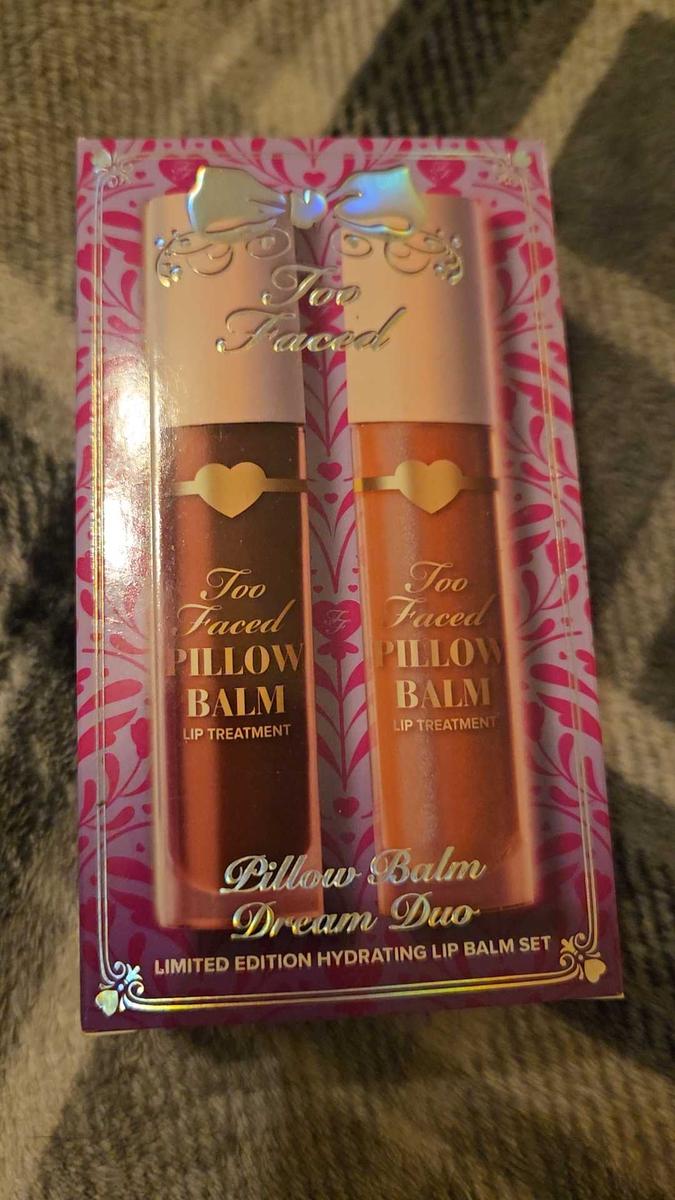 Too
Faced
Too
Faced
PILLOW
BALM
LIP TREATMENT
Too
Faced
PILLOW
BALM
LIP TREATMENT
Pillow Balm
Dream Duo
LIMITED EDITION HYDRATING LIP BALM SET